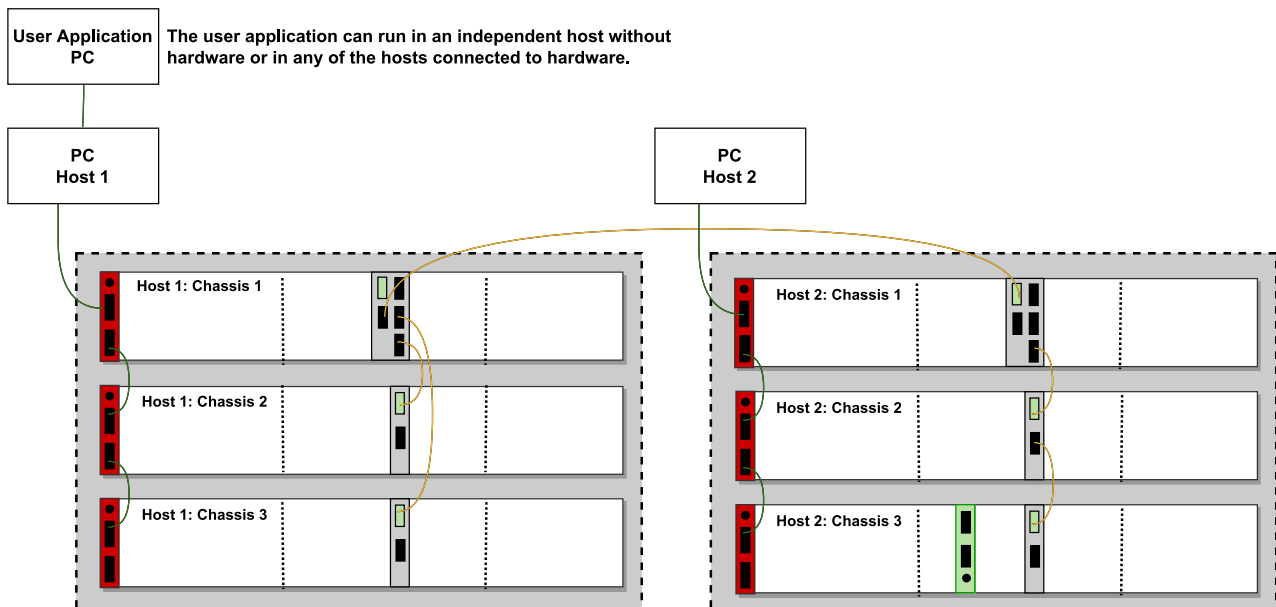 User Application
PC
The user application can run in an independent host without
hardware or in any of the hosts connected to hardware.
PC
Host 1
PC
Host 2
Host 1: Chassis 1
Host 1: Chassis 2
Host 1: Chassis 3
Host 2: Chassis 1
Host 2: Chassis 2
Host 2: Chassis 3